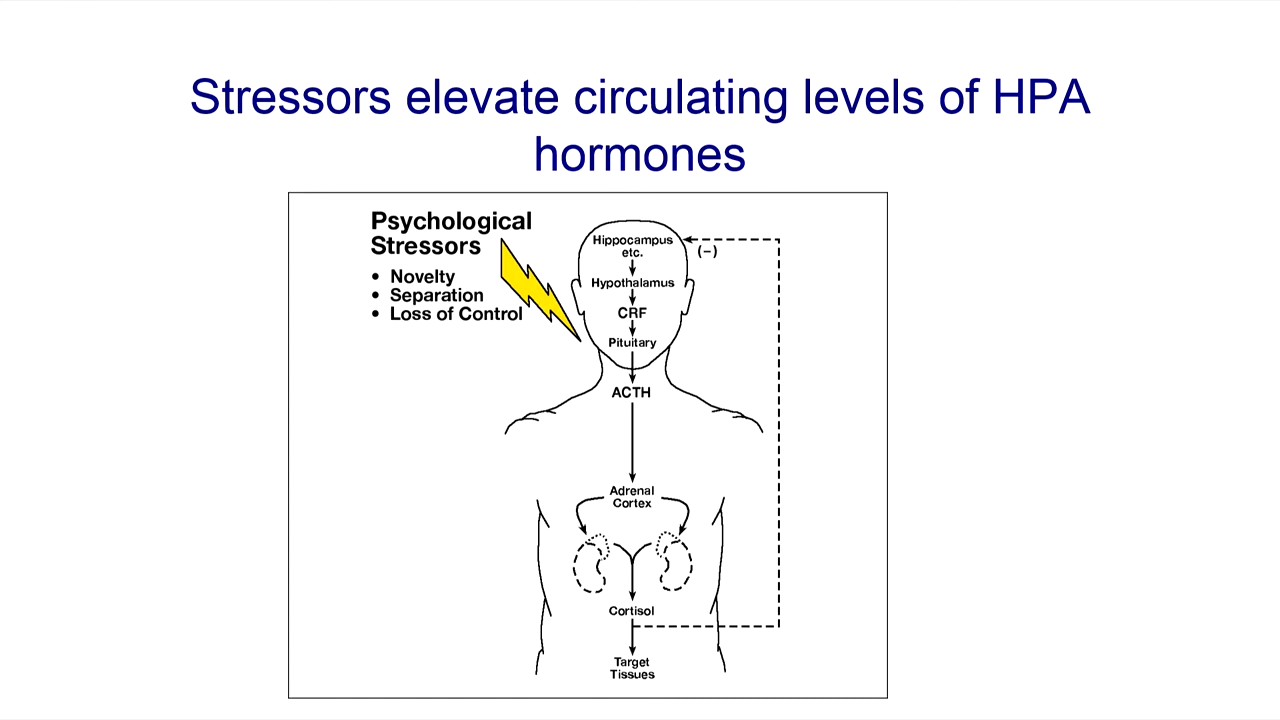 Stressors elevate circulating levels of HPA
hormones
Psychological
Stressors
• Novelty
• Separation
• Loss of Control
Hippocampus
etc.
(–)
Hypothalamus
CRF
Pituitary
ACTH
Adrenal
Cortex
Cortisol
Target
Tissues